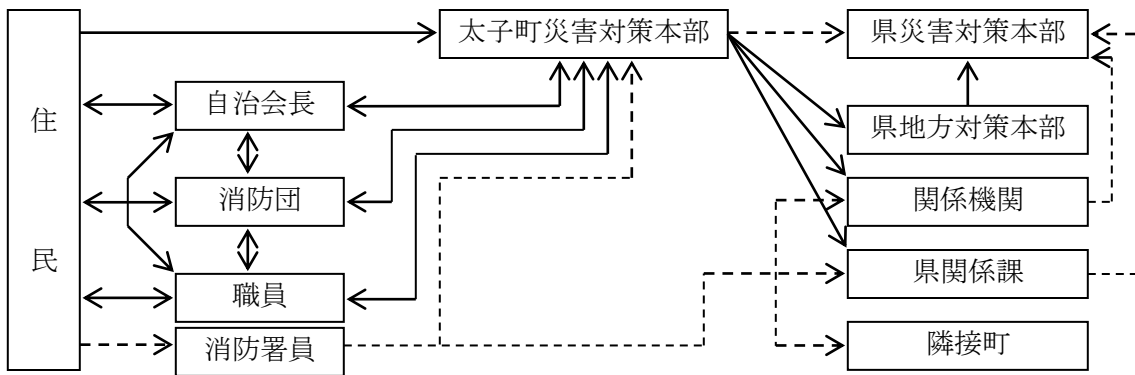 住民
太子町災害対策本部
県災害対策本部
自治会長
県地方対策本部
消防団
関係機関
県関係課
職員
消防署員
隣接町